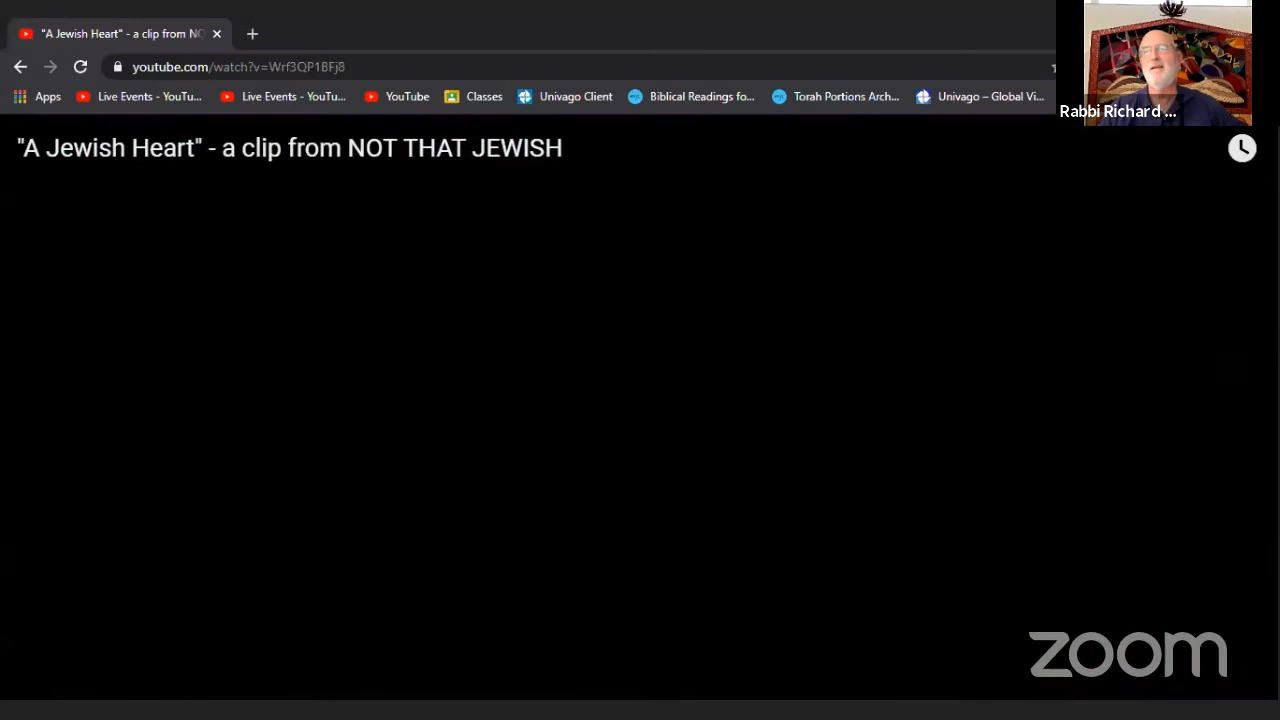 "A Jewish Heart" - a clip from NO
youtube.com/watch?v=Wrf3QP1BFj8
Apps Live Events - YouTu... Live Events - YouTu... YouTube Classes Univago Client Biblical Readings fo... Torah Portions Arch... Univago – Global Vi...
Rabbi Richard ...
"A Jewish Heart" - a clip from NOT THAT JEWISH
zoom